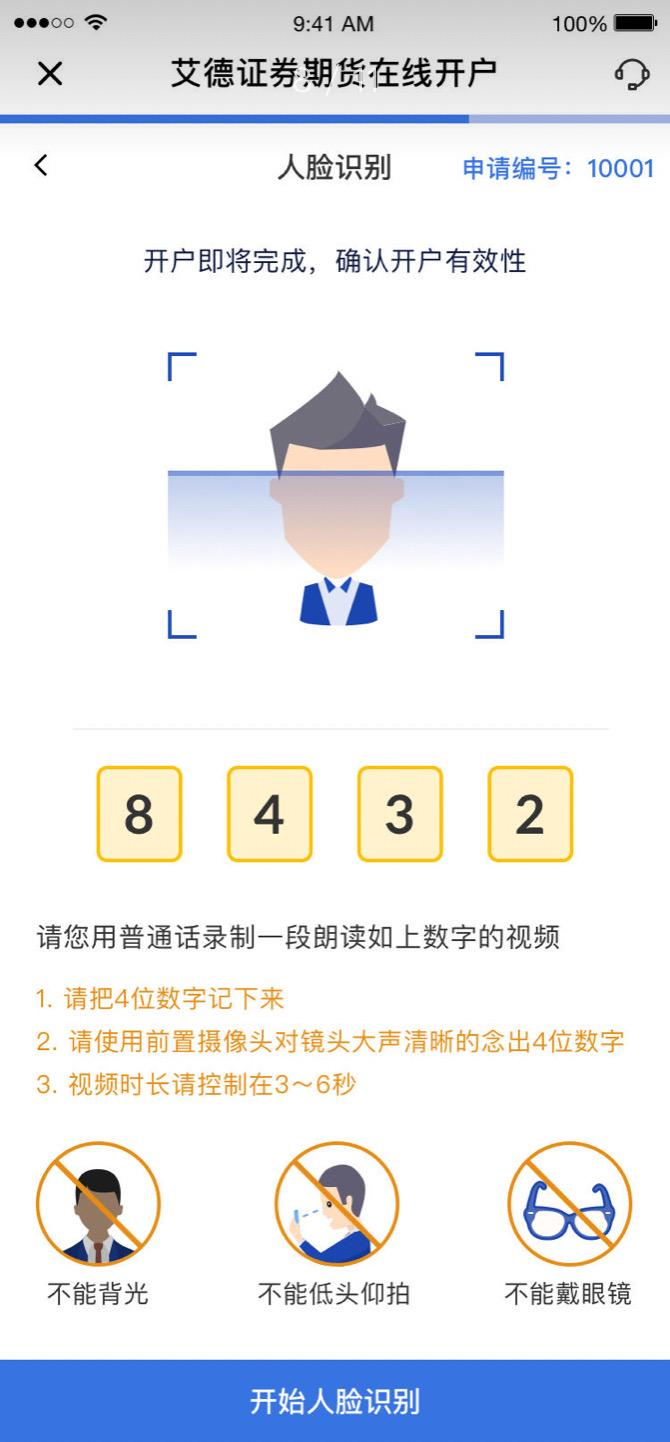 9:41 AM
100%
艾德证券期货在线开户
8 / 11
人脸识别
申请编号：10001
开户即将完成，确认开户有效性
8 4 3 2
请您用普通话录制一段朗读如上数字的视频
1. 请把4位数字记下来
2. 请使用前置摄像头对镜头大声清晰的念出4位数字
3. 视频时长请控制在3～6秒
不能背光
不能低头仰拍
不能戴眼镜
开始人脸识别